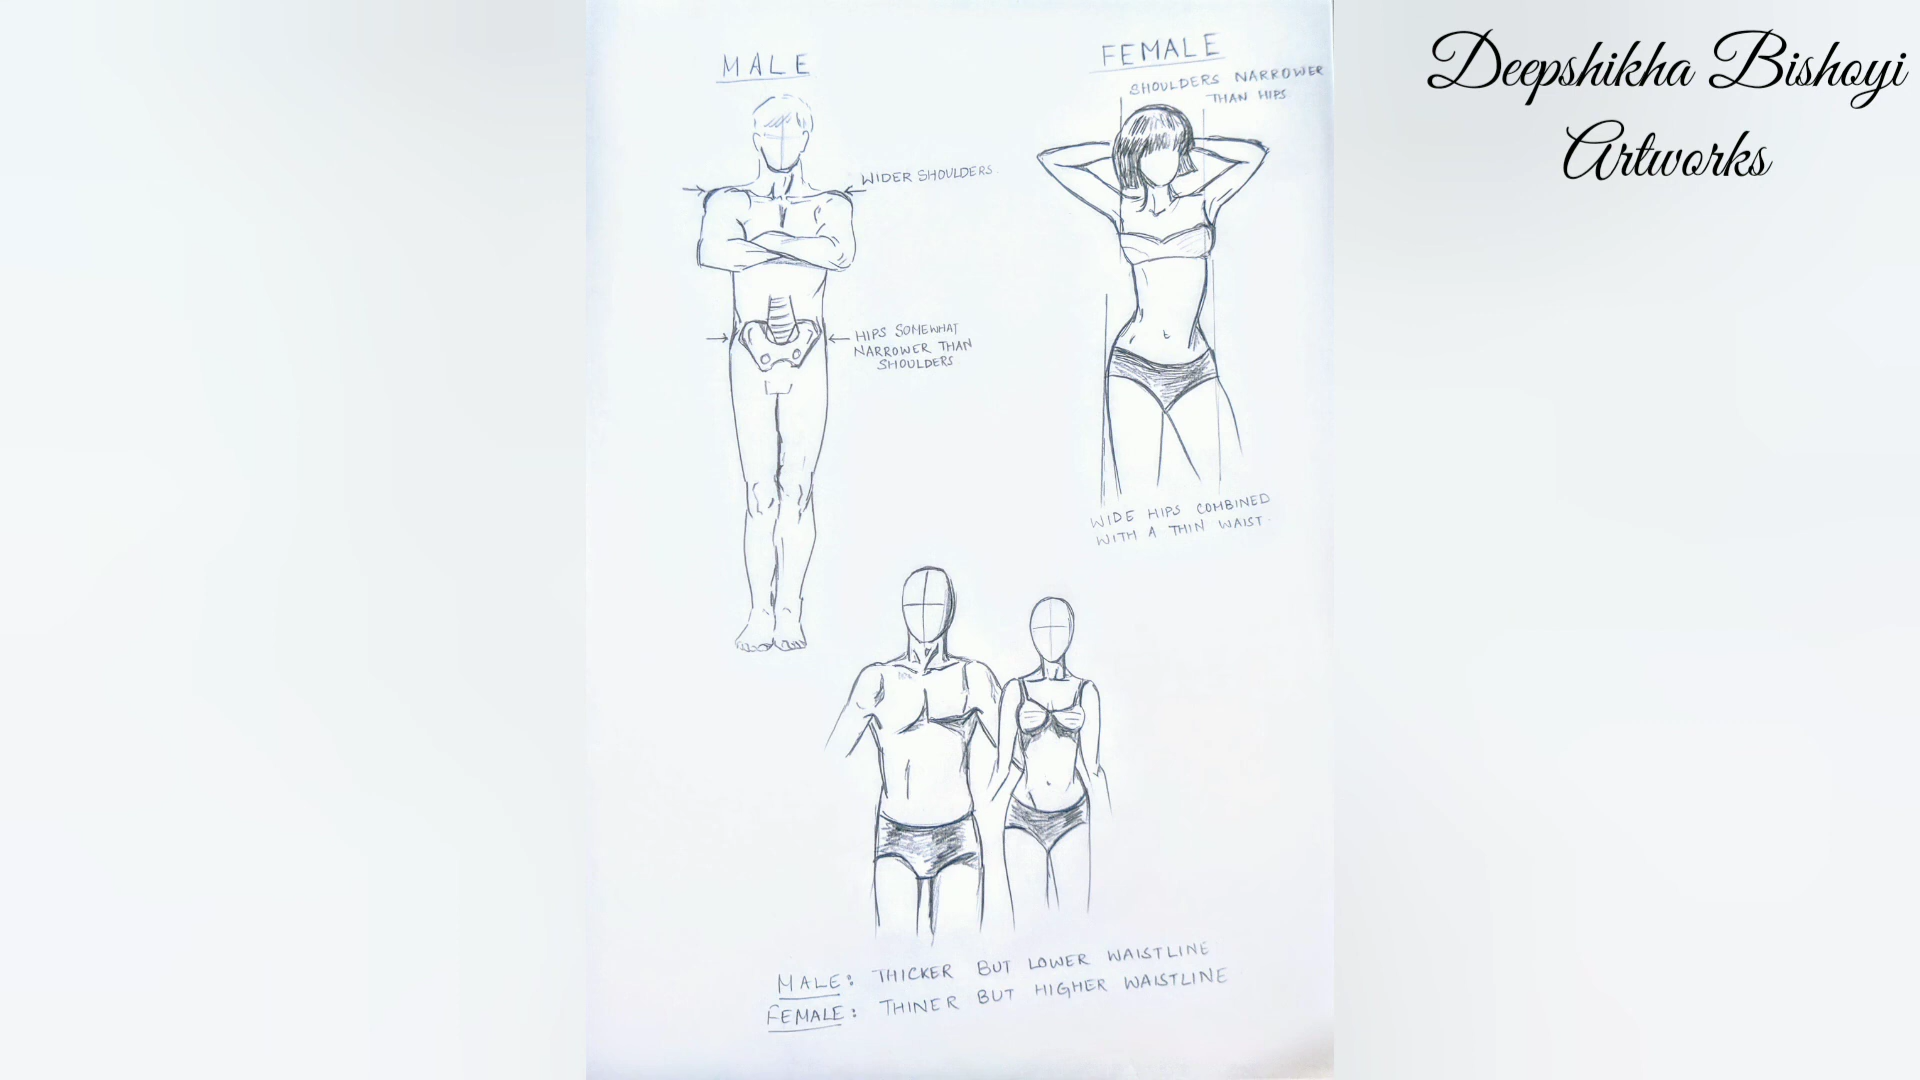 Deepshikha Bishoyi
Artworks
MALE
FEMALE
SHOULDERS NARROWER
THAN HIPS
WIDER SHOULDERS
HIPS SOMEWHAT
NARROWER THAN
SHOULDERS
WIDE HIPS COMBINED
WITH A THIN WAIST.
MALE: THICKER BUT LOWER WAISTLINE
FEMALE: THINER BUT HIGHER WAISTLINE